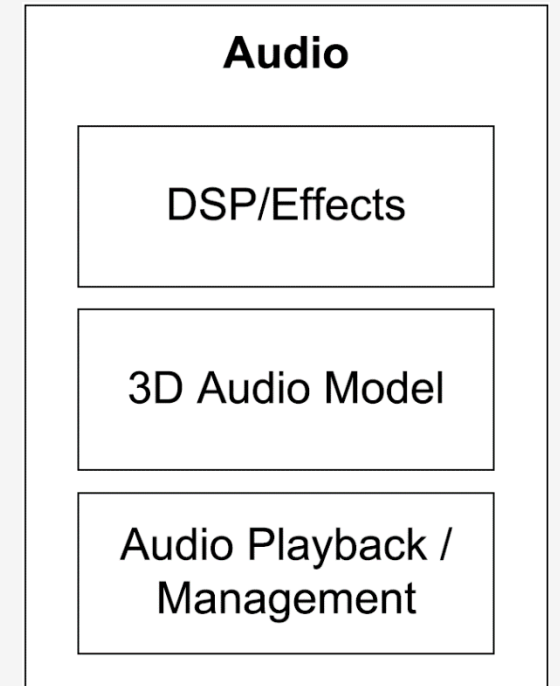 Audio
DSP/Effects
3D Audio Model
Audio Playback /
Management